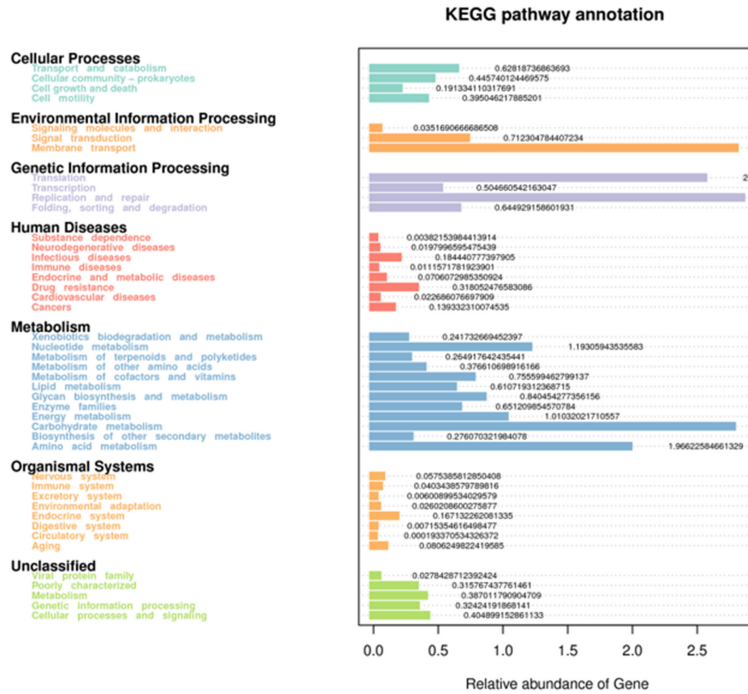 KEGG pathway annotation
Cellular Processes
Transport and catabolism 0.62818736863693
Cellular community – prokaryotes 0.445740124469575
Cell growth and death 0.191334110317691
Cell motility 0.395046217885201
Environmental Information Processing
Signaling molecules and interaction 0.0351690666686508
Signal transduction 0.712304784407234
Membrane transport
Genetic Information Processing
Translation 2
Transcription 0.504660542163047
Replication and repair
Folding, sorting and degradation 0.644929158601931
Human Diseases
Substance dependence 0.00382153984413914
Neurodegenerative diseases 0.0197996595475439
Infectious diseases 0.184440777397905
Immune diseases 0.0111571781923901
Endocrine and metabolic diseases 0.0706072985350924
Drug resistance 0.318052476583086
Cardiovascular diseases 0.022686076697909
Cancers 0.139332310074535
Metabolism
Xenobiotics biodegradation and metabolism 0.241732669452397
Nucleotide metabolism 1.19305943535583
Metabolism of terpenoids and polyketides 0.264917642435441
Metabolism of other amino acids 0.376610698916166
Metabolism of cofactors and vitamins 0.755599462799137
Lipid metabolism 0.610719312368715
Glycan biosynthesis and metabolism 0.840454277356156
Enzyme families 0.651209854570784
Energy metabolism 1.01032021710557
Carbohydrate metabolism
Biosynthesis of other secondary metabolites 0.276070321984078
Amino acid metabolism 1.96622584661329
Organismal Systems
Nervous system 0.0575385812850408
Immune system 0.0403438579789816
Excretory system 0.00600899534029579
Environmental adaptation 0.0260208600275877
Endocrine system 0.167132262081335
Digestive system 0.00715354616498477
Circulatory system 0.000193370534326372
Aging 0.0806249822419585
Unclassified
Viral protein family 0.0278428712392424
Poorly characterized 0.315767437761461
Metabolism 0.387011790904709
Genetic information processing 0.32424191868141
Cellular processes and signaling 0.404899152861133
0.0 0.5 1.0 1.5 2.0 2.5
Relative abundance of Gene